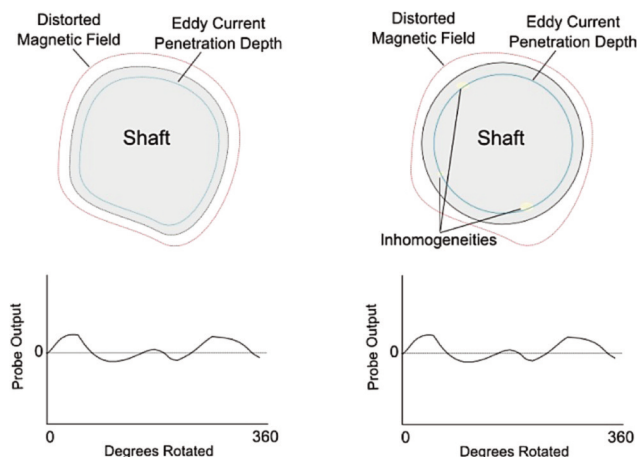 Distorted
Magnetic Field
Eddy Current
Penetration Depth
Shaft
Probe Output
0
0
360
Degrees Rotated
Distorted
Magnetic Field
Eddy Current
Penetration Depth
Shaft
Inhomogeneities
Probe Output
0
0
360
Degrees Rotated